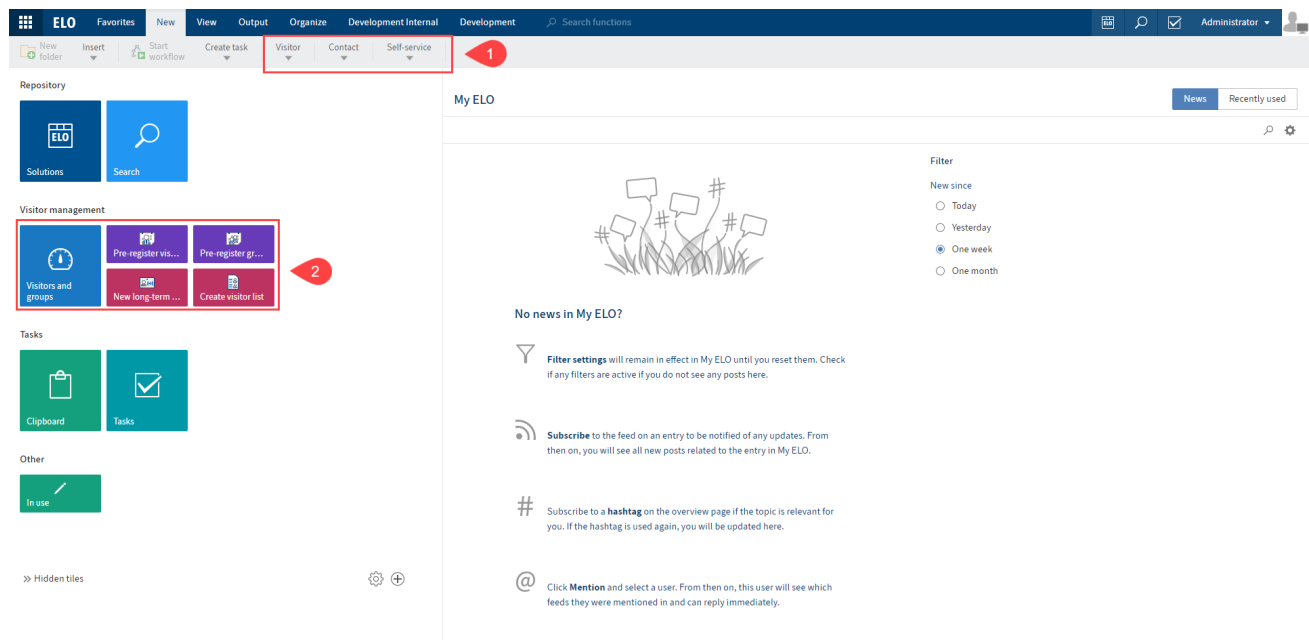 ELO Favorites New View Output Organize Development Internal Development Search functions Administrator
New folder Insert Start workflow Create task Visitor Contact Self-service 1
Repository
ELO
Solutions
Search
Visitor management
Visitors and groups
Pre-register vis...
Pre-register gr...
New long-term ...
Create visitor list
2
Tasks
Clipboard
Tasks
Other
In use
Hidden tiles
My ELO
News Recently used
Filter
New since
Today
Yesterday
One week
One month
No news in My ELO?
Filter settings will remain in effect in My ELO until you reset them. Check
if any filters are active if you do not see any posts here.
Subscribe to the feed on an entry to be notified of any updates. From
then on, you will see all new posts related to the entry in My ELO.
Subscribe to a hashtag on the overview page if the topic is relevant for
you. If the hashtag is used again, you will be updated here.
Click Mention and select a user. From then on, this user will see which
feeds they were mentioned in and can reply immediately.